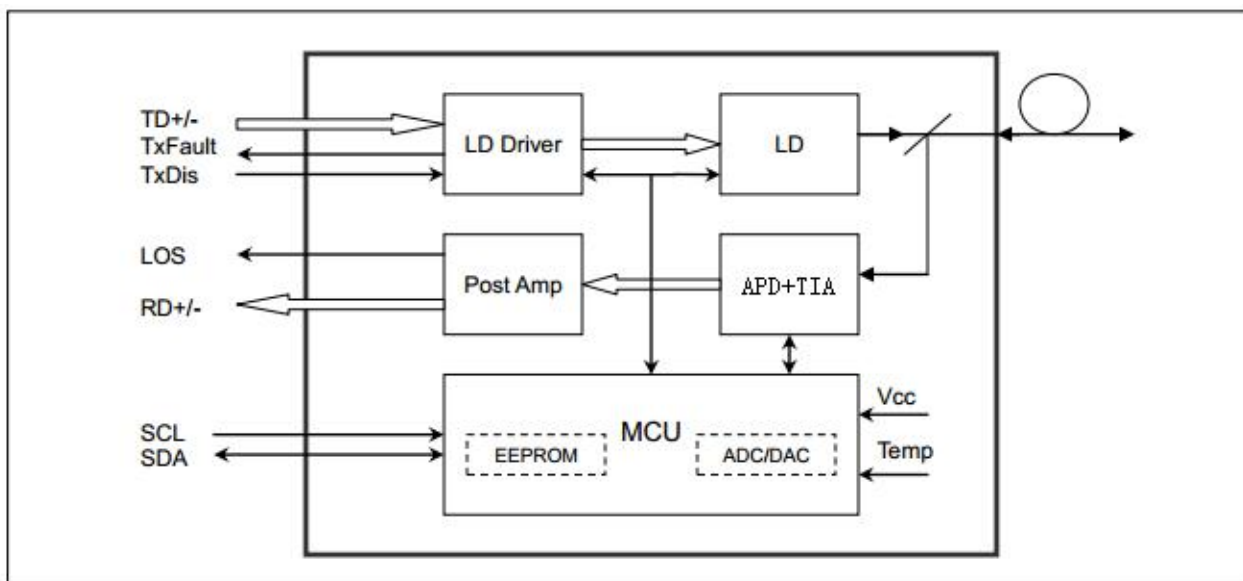 TD+/-
TxFault
TxDis
LD Driver
LD
LOS
RD+/-
Post Amp
APD+TIA
SCL
SDA
MCU
EEPROM
ADC/DAC
Vcc
Temp